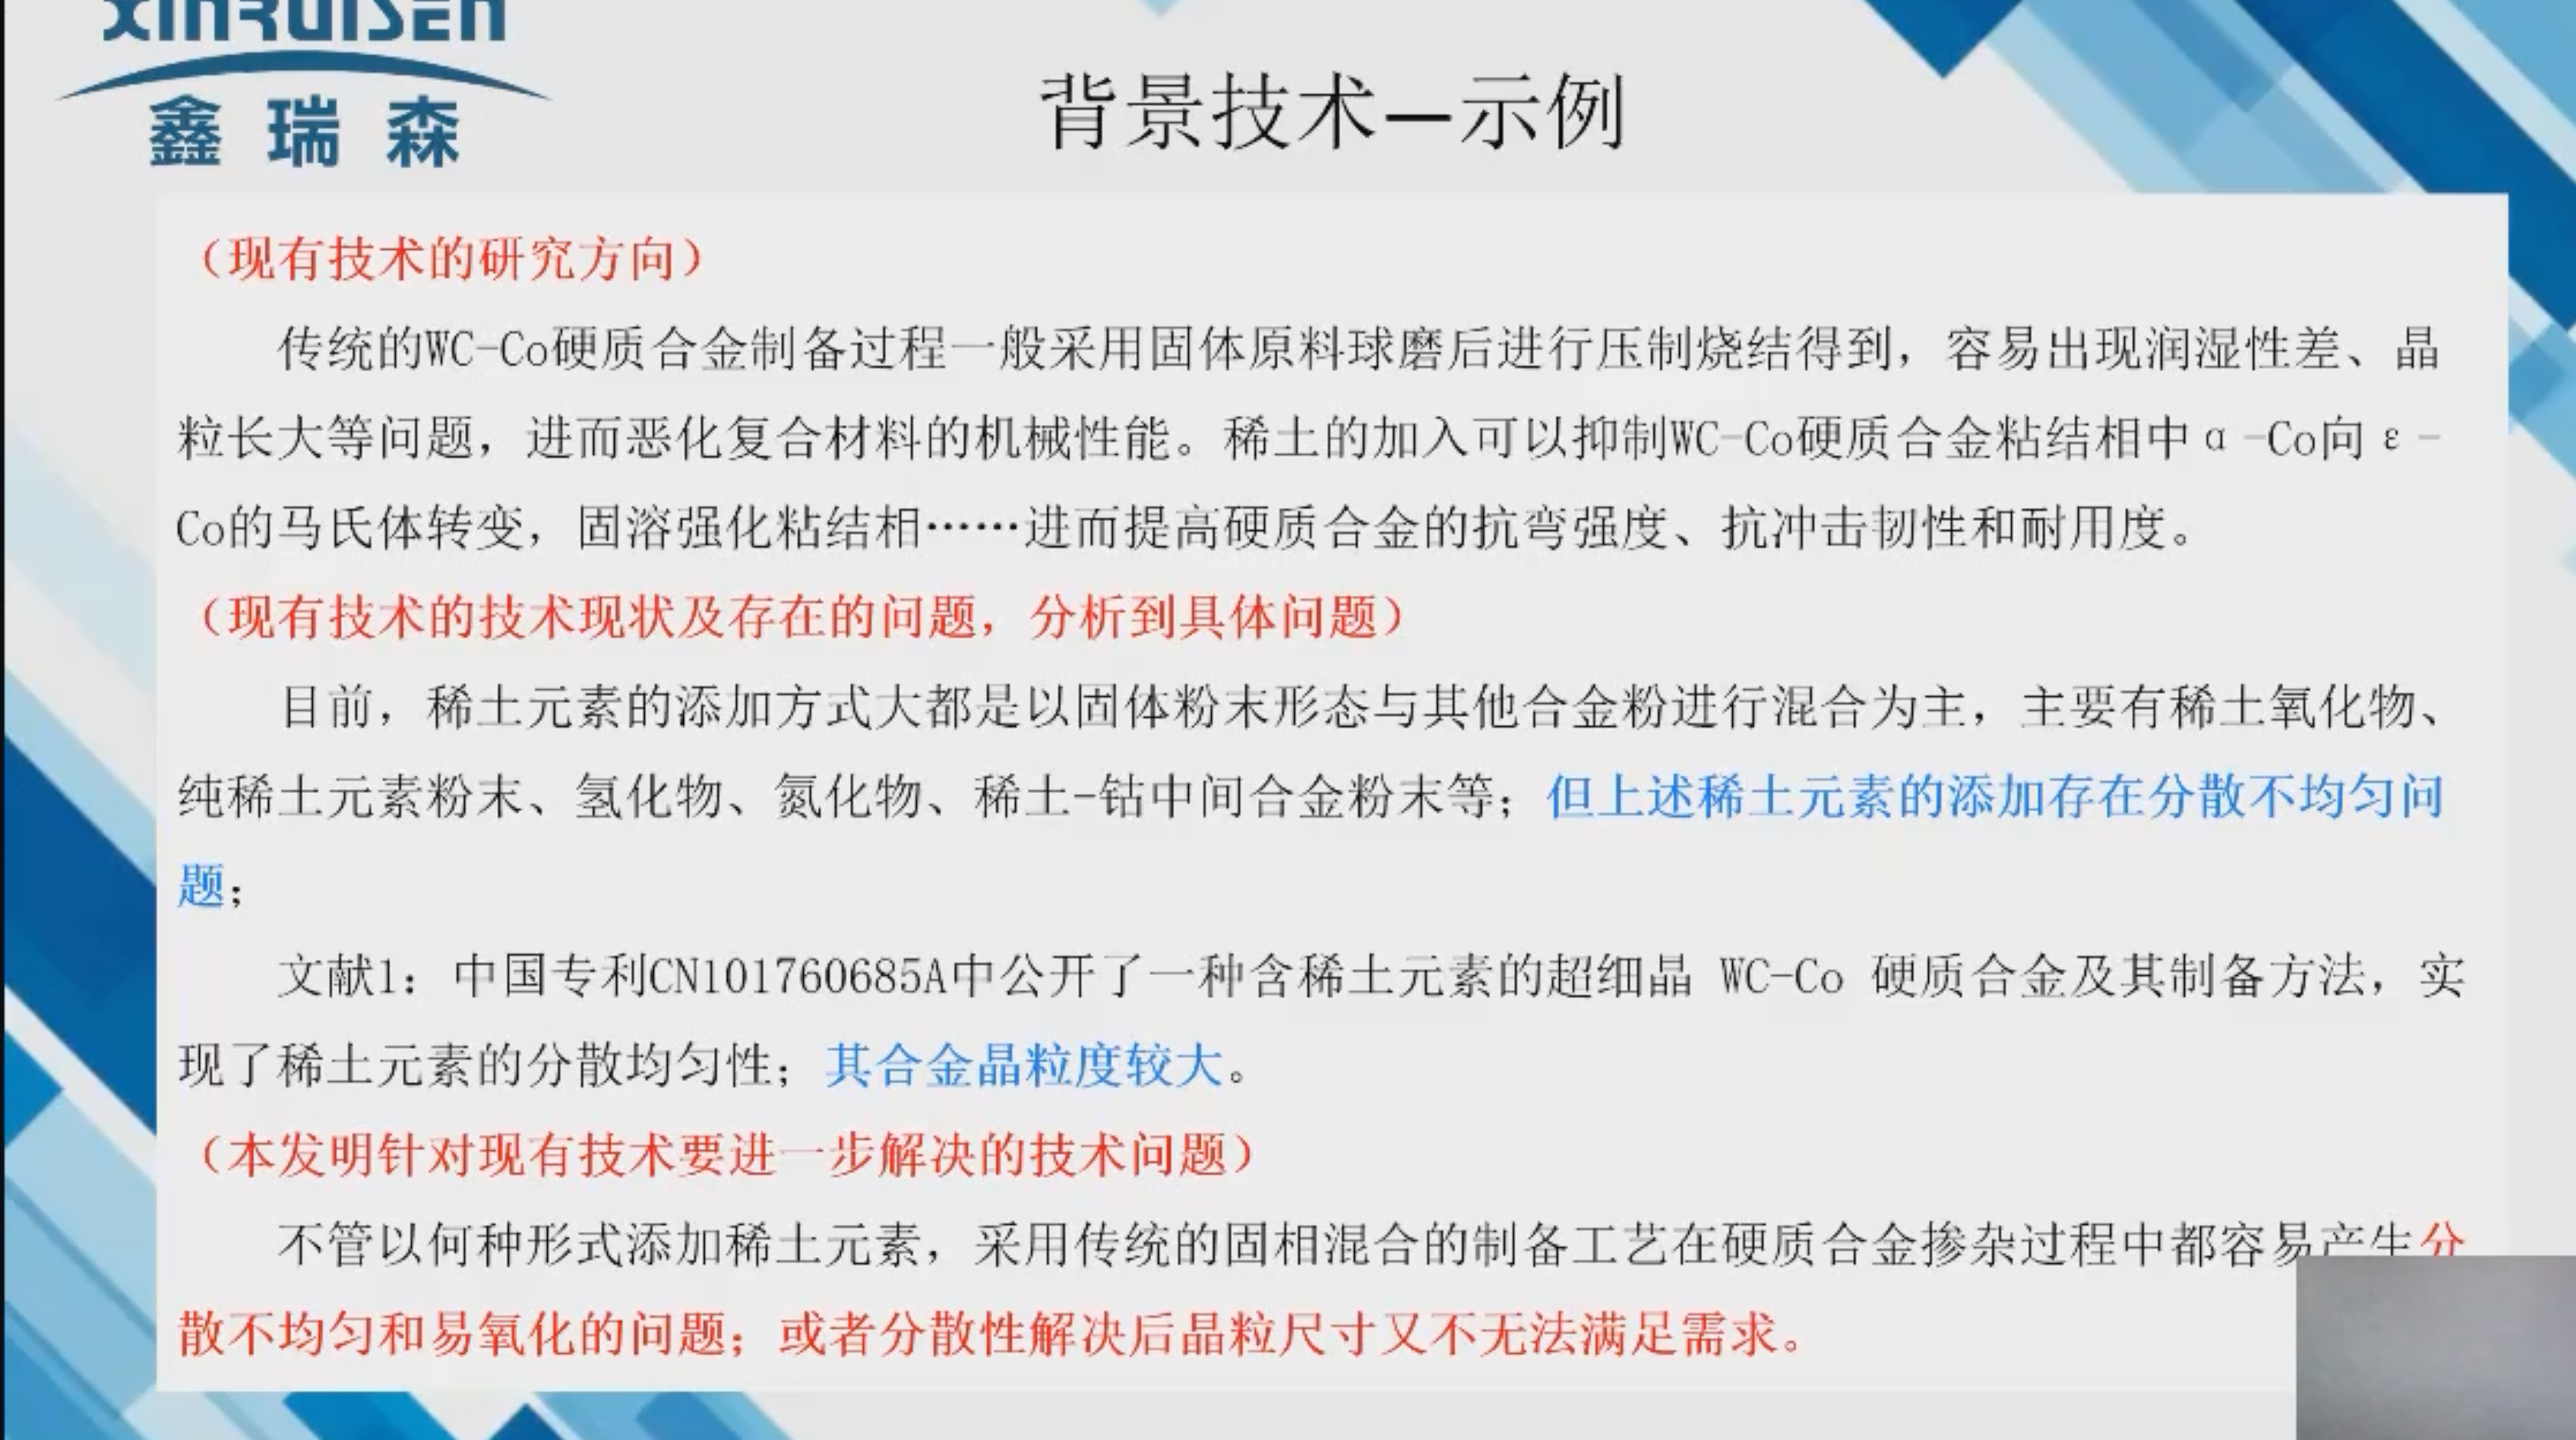 XINRUISEN
鑫瑞森
背景技术—示例
（现有技术的研究方向）
传统的WC-Co硬质合金制备过程一般采用固体原料球磨后进行压制烧结得到，容易出现润湿性差、晶
粒长大等问题，进而恶化复合材料的机械性能。稀土的加入可以抑制WC-Co硬质合金粘结相中α-Co向ε-
Co的马氏体转变，固溶强化粘结相……进而提高硬质合金的抗弯强度、抗冲击韧性和耐用度。
（现有技术的技术现状及存在的问题，分析到具体问题）
目前，稀土元素的添加方式大都是以固体粉末形态与其他合金粉进行混合为主，主要有稀土氧化物、
纯稀土元素粉末、氢化物、氮化物、稀土-钴中间合金粉末等；但上述稀土元素的添加存在分散不均匀问
题；
文献1：中国专利CN101760685A中公开了一种含稀土元素的超细晶 WC-Co 硬质合金及其制备方法，实
现了稀土元素的分散均匀性；其合金晶粒度较大。
（本发明针对现有技术要进一步解决的技术问题）
不管以何种形式添加稀土元素，采用传统的固相混合的制备工艺在硬质合金掺杂过程中都容易产生分
散不均匀和易氧化的问题；或者分散性解决后晶粒尺寸又不无法满足需求。